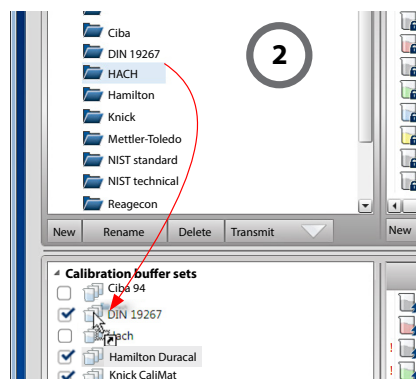 Ciba
2
DIN 19267
HACH
Hamilton
Knick
Mettler-Toledo
NIST standard
NIST technical
Reagecon
New Rename Delete Transmit New
Calibration buffer sets
Ciba 94
DIN 19267
Hach
Hamilton Duracal
Knick CaliMat